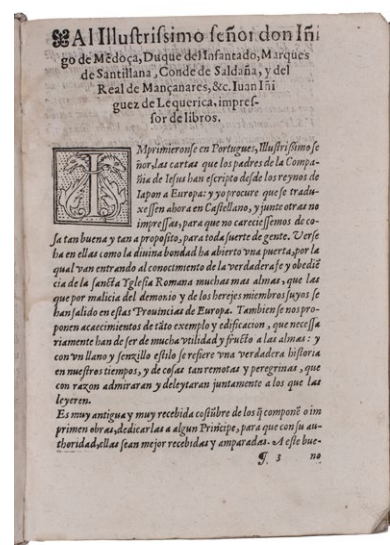 ❧Al Illustrissimo señor don Iñi
go de Mẽdoça, Duque del Infantado, Marques
de Santillana, Conde de Saldaña, y del
Real de Mançanares, &c. Iuan Iñi
guez de Lequerica, impres-
sor de libros.
IMprimieronse en Portugues, Illustrissimo se
ñor, las cartas que los padres de la Compa-
ñia de Iesus han escripto desde los reynos de
Iapon a Europa: y yo procure que se tradu-
xessen ahora en Castellano, y junte otras no
impressas, para que no careciessemos de co-
sa tan buena y tan a proposito, para toda suerte de gente. Verse
ha en ellas como la diuina bondad ha abierto vna puerta, por la
qual van entrando al conocimiento de la verdadera fe y obediẽ
cia de la sancta Yglesia Romana muchas mas almas, que las
que por malicia del demonio y de los herejes miembros suyos se
han salido en estas Prouincias de Europa. Tambien se nos pro-
ponen acaecimientos de tãto exemplo y edificacion, que necessa
riamente han de ser de mucha vtilidad y fructo a las almas: y
con vn llano y senzillo estilo se refiere vna verdadera historia
en nuestros tiempos, y de cosas tan remotas y peregrinas, que
con razon admiraran y deleytaran juntamente a los que las
leyeren.
Es muy antigua y muy recebida costũbre de los q̃ componẽ o im
primen obras, dedicarlas a algun Principe, para que con su au-
thoridad, ellas sean mejor recebidas y amparadas. A este bue-
¶ 3 no